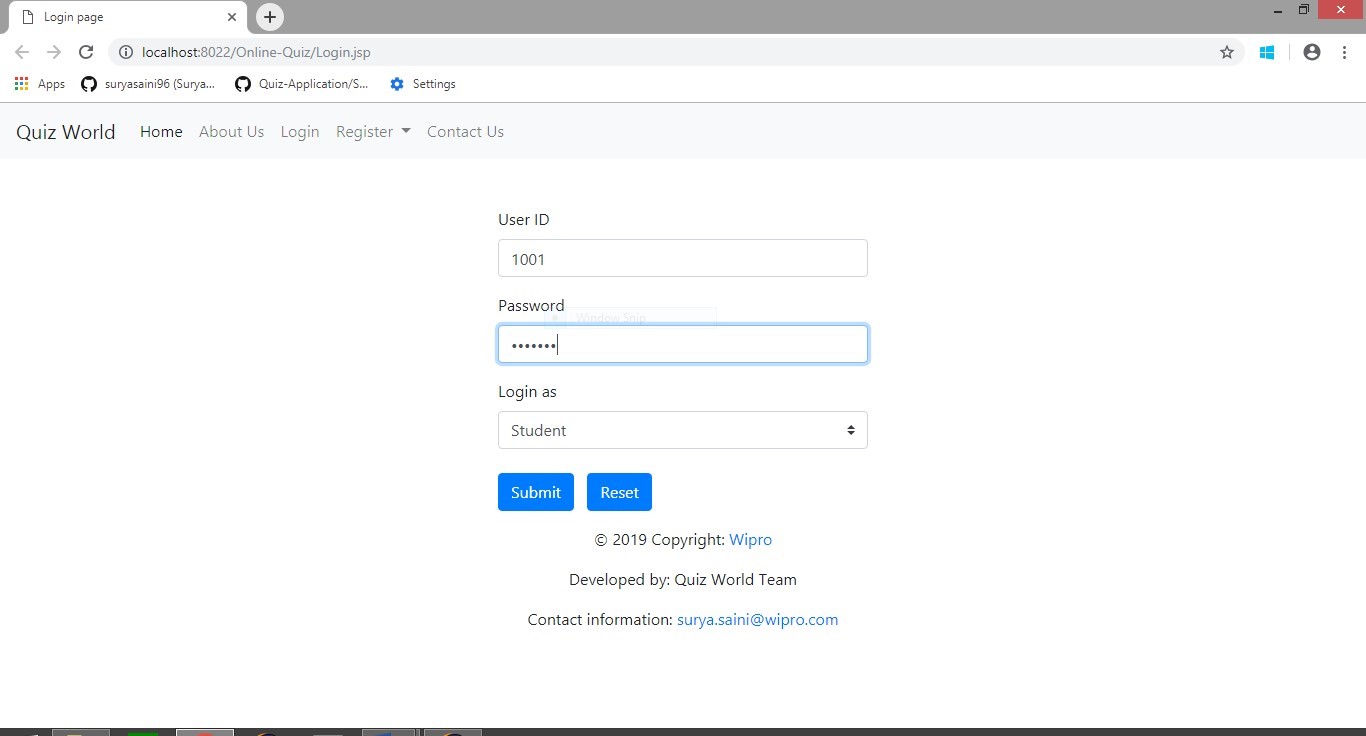 Login page
localhost:8022/Online-Quiz/Login.jsp
Apps suryasaini96 (Surya... Quiz-Application/S... Settings
Quiz World Home About Us Login Register Contact Us
User ID
1001
Password
Window Snip
•••••••
Login as
Student
Submit Reset
© 2019 Copyright: Wipro
Developed by: Quiz World Team
Contact information: surya.saini@wipro.com